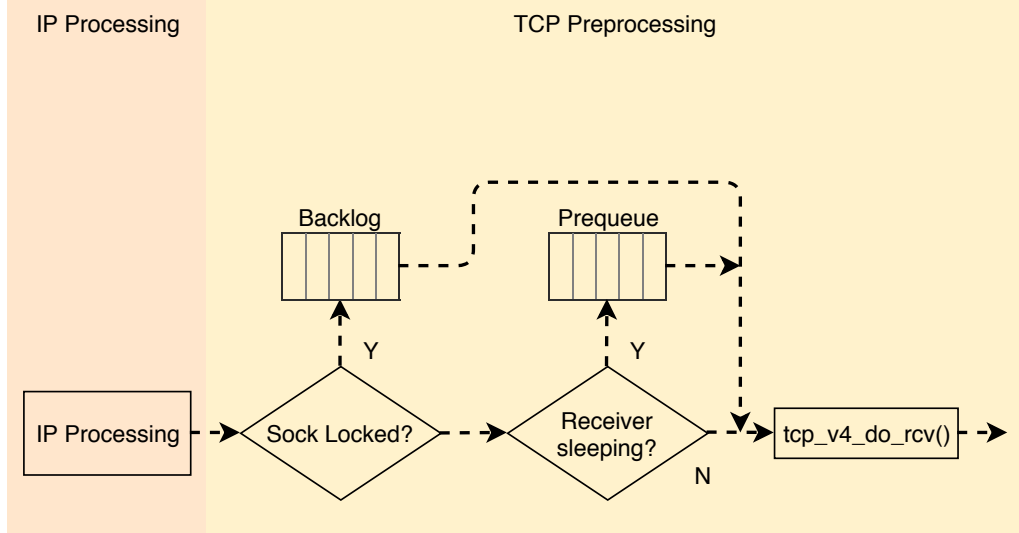 IP Processing
TCP Preprocessing
Backlog
Prequeue
Y
Y
IP Processing
Sock Locked?
Receiver
sleeping?
tcp_v4_do_rcv()
N